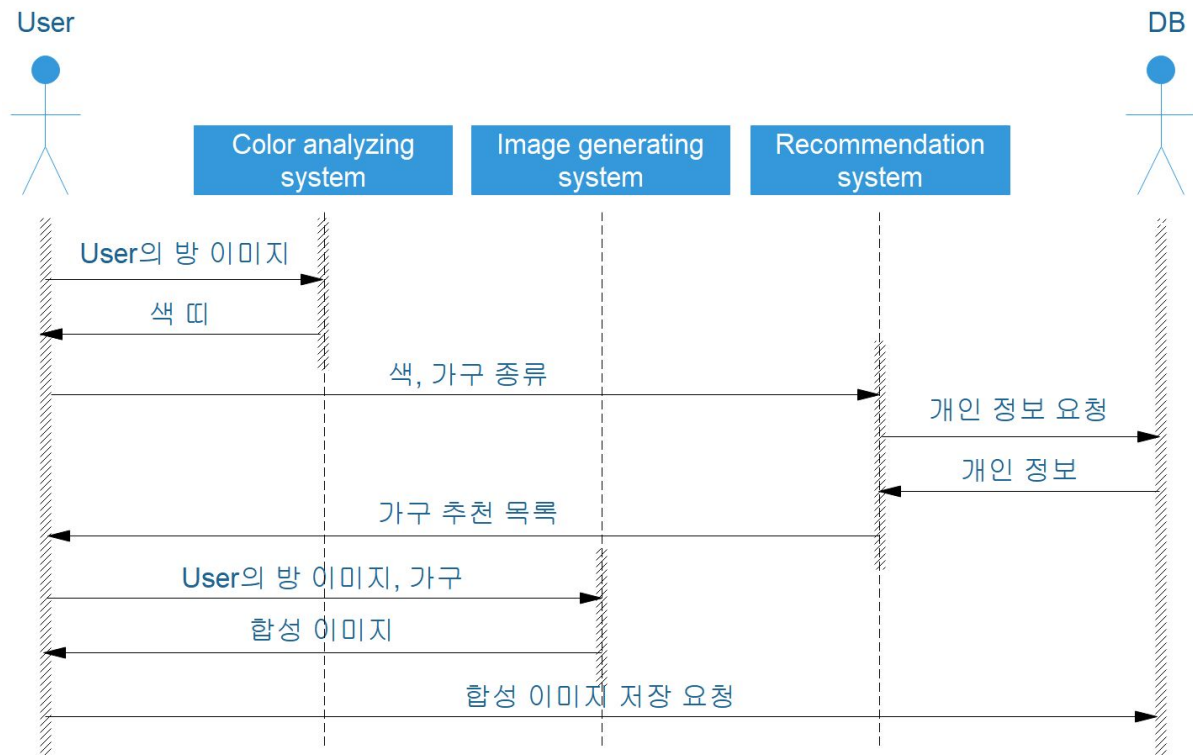 User
DB
Color analyzing
system
Image generating
system
Recommendation
system
User의 방 이미지
색 띠
색, 가구 종류
개인 정보 요청
개인 정보
가구 추천 목록
User의 방 이미지, 가구
합성 이미지
합성 이미지 저장 요청